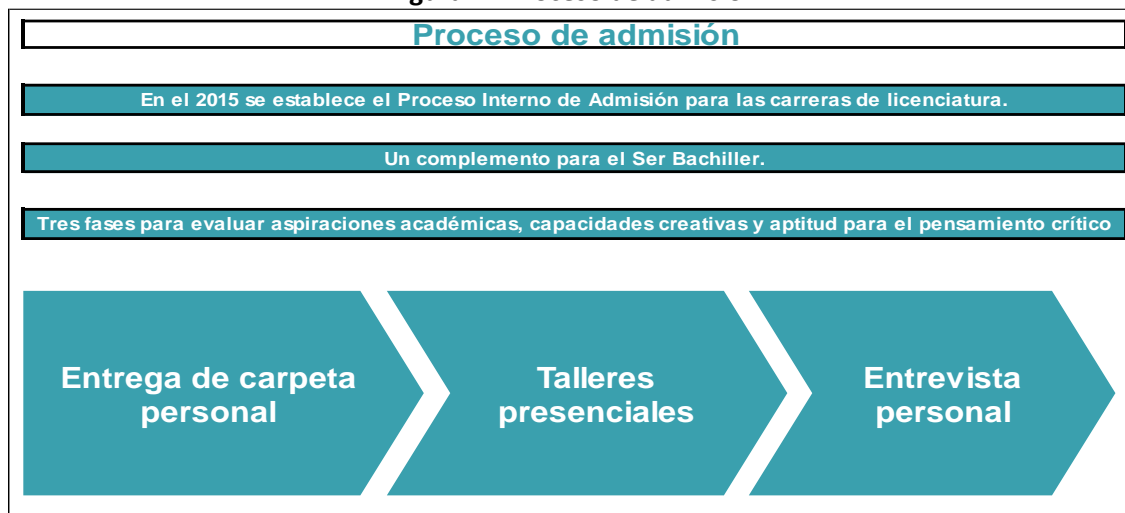 Proceso de admisión
En el 2015 se establece el Proceso Interno de Admisión para las carreras de licenciatura.
Un complemento para el Ser Bachiller.
Tres fases para evaluar aspiraciones académicas, capacidades creativas y aptitud para el pensamiento crítico
Entrega de carpeta
personal
Talleres
presenciales
Entrevista
personal